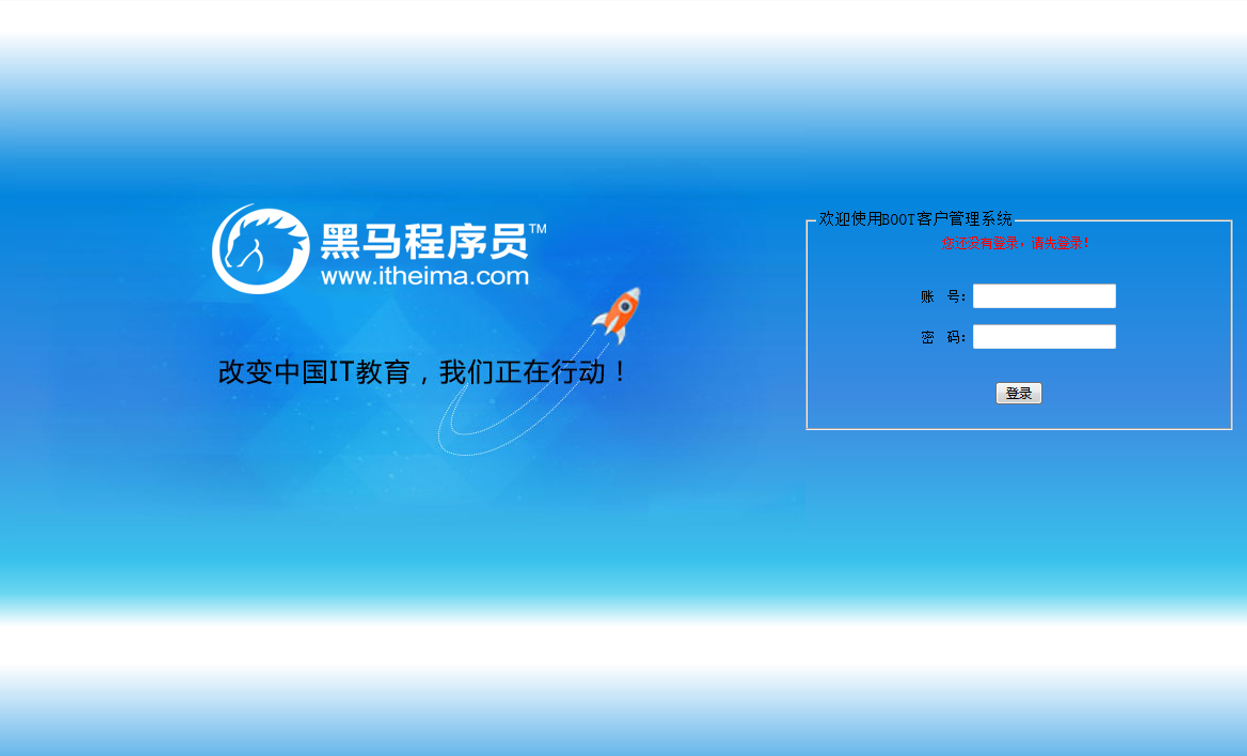 黑马程序员™
www.itheima.com
改变中国IT教育，我们正在行动！
欢迎使用BOOT客户管理系统
您还没有登录，请先登录！
账 号：
密 码：
登录